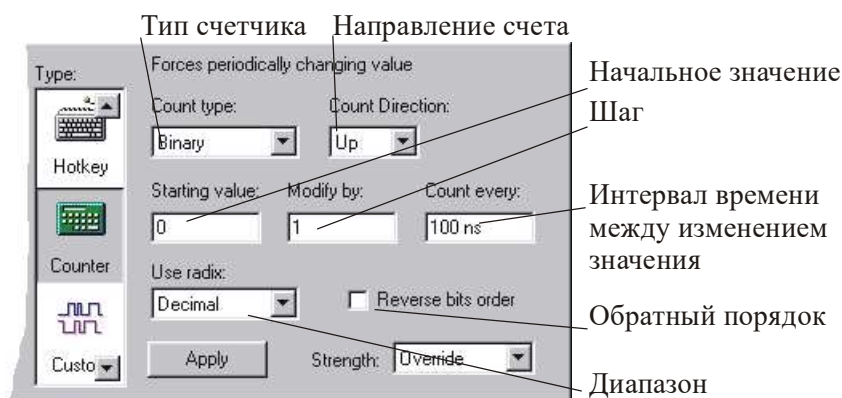 Тип счетчика Направление счета
Type:
Forces periodically changing value
Начальное значение
Count type:
Count Direction:
Шаг
Binary
Up
Hotkey
Starting value:
Modify by:
Count every:
Интервал времени
между изменением
значения
0
1
100 ns
Counter
Use radix:
Decimal
Reverse bits order
Обратный порядок
Custo
Apply
Strength:
Override
Диапазон